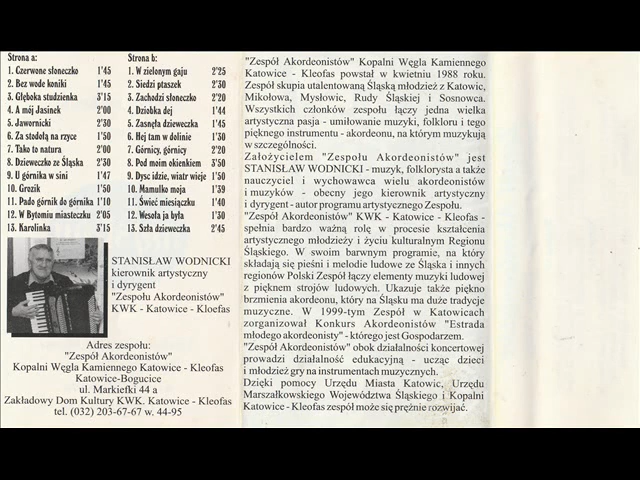 Strona a:
1. Czerwone słoneczko 1'45
2. Bez wode koniki 1'45
3. Głęboka studzienka 3'15
4. A mój Jasinek 2'00
5. Jawornicki 2'30
6. Za stodołą na rzyce 1'50
7. Tako to natura 2'00
8. Dzieweczko ze Śląska 2'30
9. U górnika w sini 1'47
10. Grozik 1'50
11. Pado górnik do górnika 1'10
12. W Bytomiu miasteczku 2'05
13. Karolinka 3'15
Strona b:
1. W zielonym gaju 2'25
2. Siedzi ptaszek 2'30
3. Zachodzi słoneczko 2'20
4. Dziobka dej 1'44
5. Zasnęła dzieweczka 1'45
6. Hej tam w dolinie 1'30
7. Górnicy, górnicy 2'20
8. Pod moim okienkiem 3'50
9. Dysc idzie, wiatr wieje 1'50
10. Mamulko moja 1'39
11. Świeć miesiączku 1'40
12. Wesoła ja była 1'30
13. Szła dzieweczka 2'45
STANISŁAW WODNICKI
kierownik artystyczny
i dyrygent
"Zespołu Akordeonistów"
KWK - Katowice - Kloefas
Adres zespołu:
"Zespół Akordeonistów"
Kopalni Węgla Kamiennego Katowice - Kleofas
Katowice-Bogucice
ul. Markiefki 44 a
Zakładowy Dom Kultury KWK. Katowice - Kleofas
tel. (032) 203-67-67 w. 44-95
"Zespół Akordeonistów" Kopalni Węgla Kamiennego
Katowice - Kleofas powstał w kwietniu 1988 roku.
Zespół skupia utalentowaną Śląską młodzież z Katowic,
Mikołowa, Mysłowic, Rudy Śląskiej i Sosnowca.
Wszystkich członków zespołu łączy jedna wielka
artystyczna pasja - umiłowanie muzyki, folkloru i tego
pięknego instrumentu - akordeonu, na którym muzykują
w szczególności.
Założycielem "Zespołu Akordeonistów" jest
STANISŁAW WODNICKI - muzyk, folklorysta a także
nauczyciel i wychowawca wielu akordeonistów
i muzyków - obecny jego kierownik artystyczny
i dyrygent - autor programu artystycznego Zespołu.
"Zespół Akordeonistów" KWK - Katowice - Kleofas -
spełnia bardzo ważną rolę w procesie kształcenia
artystycznego młodzieży i życiu kulturalnym Regionu
Śląskiego. W swoim barwnym programie, na który
składają się pieśni i melodie ludowe ze Śląska i innych
regionów Polski Zespół łączy elementy muzyki ludowej
z pięknem strojów ludowych. Ukazuje także piękno
brzmienia akordeonu, który na Śląsku ma duże tradycje
muzyczne. W 1999-tym Zespół w Katowicach
zorganizował Konkurs Akordeonistów "Estrada
młodego akordeonisty" - którego jest Gospodarzem.
"Zespół Akordeonistów" obok działalności koncertowej
prowadzi działalność edukacyjną - ucząc dzieci
i młodzież gry na instrumentach muzycznych.
Dzięki pomocy Urzędu Miasta Katowic, Urzędu
Marszałkowskiego Województwa Śląskiego i Kopalni
Katowice - Kleofas zespół może się prężnie rozwijać.